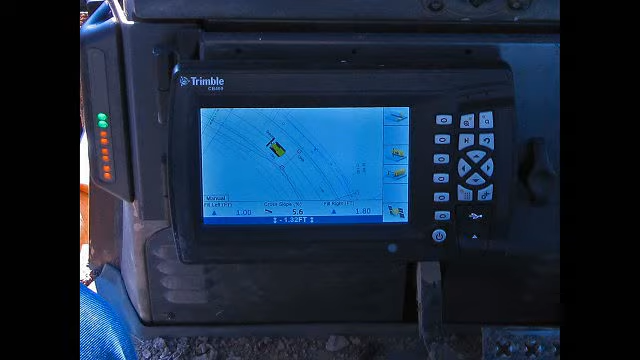 Trimble
CB460
Manual
Fill Left (FT) Cross Slope (%) Fill Right (FT)
1.00 5.6 1.80
- 1.32FT